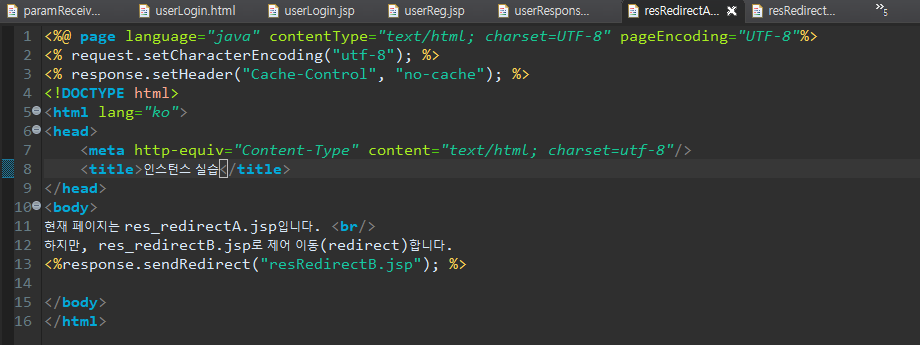 paramReceiv... userLogin.html userLogin.jsp userReg.jsp userRespons... resRedirectA... resRedirect... »5
1 <%@ page language="java" contentType="text/html; charset=UTF-8" pageEncoding="UTF-8"%>
2 <% request.setCharacterEncoding("utf-8"); %>
3 <% response.setHeader("Cache-Control", "no-cache"); %>
4 <!DOCTYPE html>
5 <html lang="ko">
6 <head>
7 <meta http-equiv="Content-Type" content="text/html; charset=utf-8"/>
8 <title>인스턴스 실습</title>
9 </head>
10 <body>
11 현재 페이지는 res_redirectA.jsp입니다. <br/>
12 하지만, res_redirectB.jsp로 제어 이동(redirect)합니다.
13 <%response.sendRedirect("resRedirectB.jsp"); %>
14
15 </body>
16 </html>